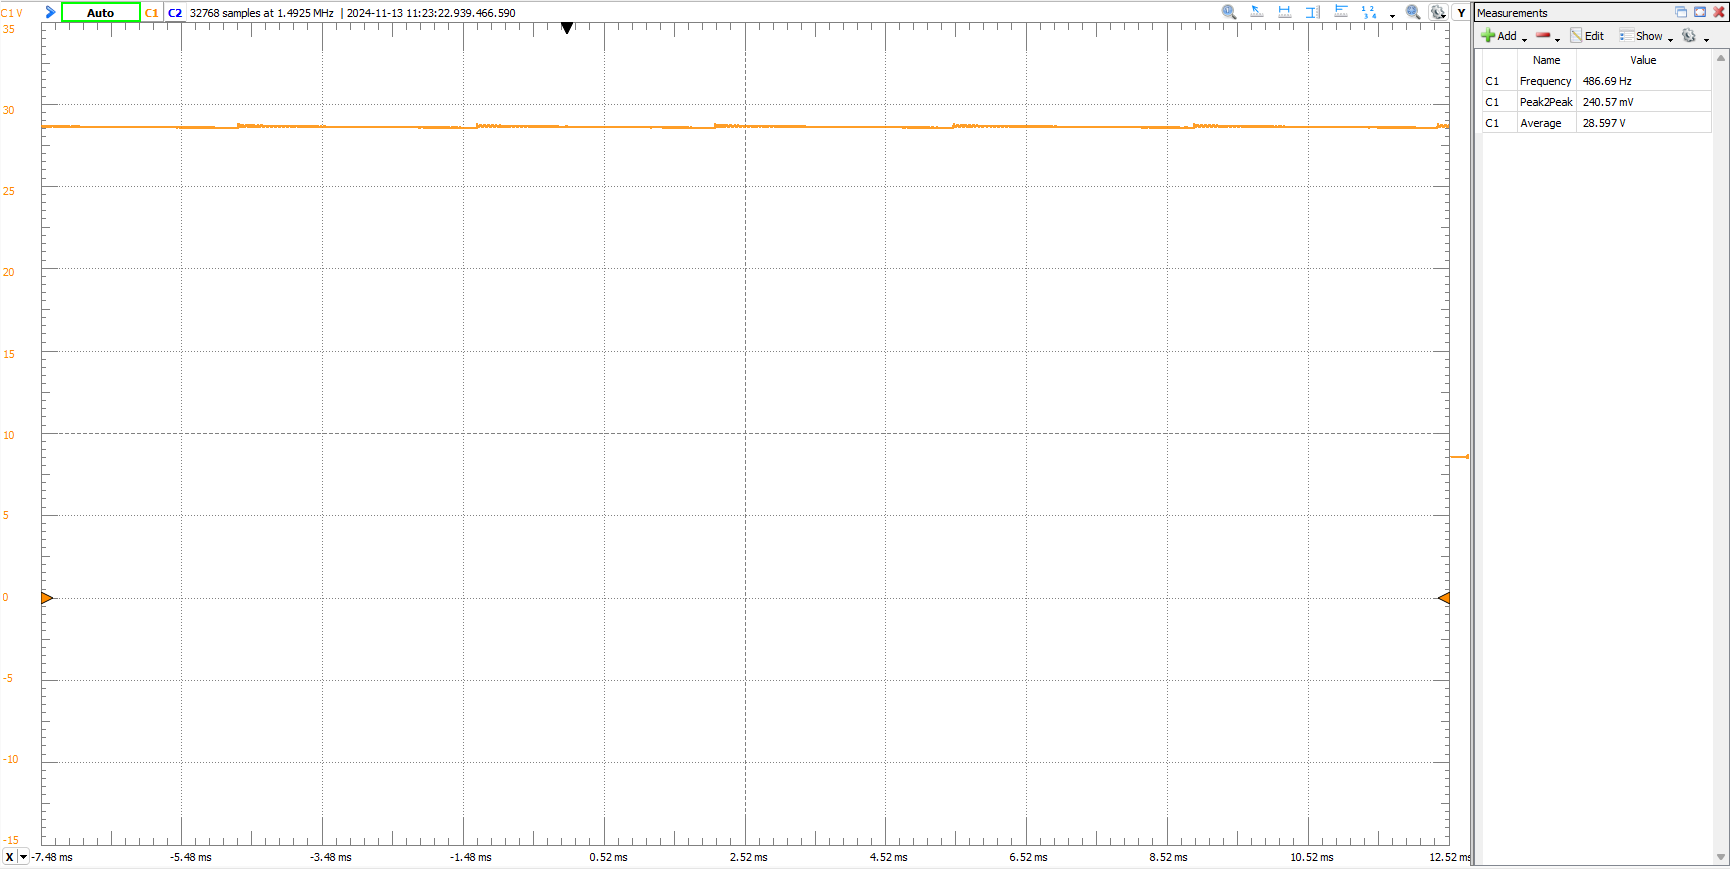 C1 V Auto C1 C2 32768 samples at 1.4925 MHz | 2024-11-13 11:23:22.939.466.590 Y
35
30
25
20
15
10
5
0
-5
-10
-15
X -7.48 ms -5.48 ms -3.48 ms -1.48 ms 0.52 ms 2.52 ms 4.52 ms 6.52 ms 8.52 ms 10.52 ms 12.52 ms
Measurements
Add Edit Show
Name Value
C1 Frequency 486.69 Hz
C1 Peak2Peak 240.57 mV
C1 Average 28.597 V